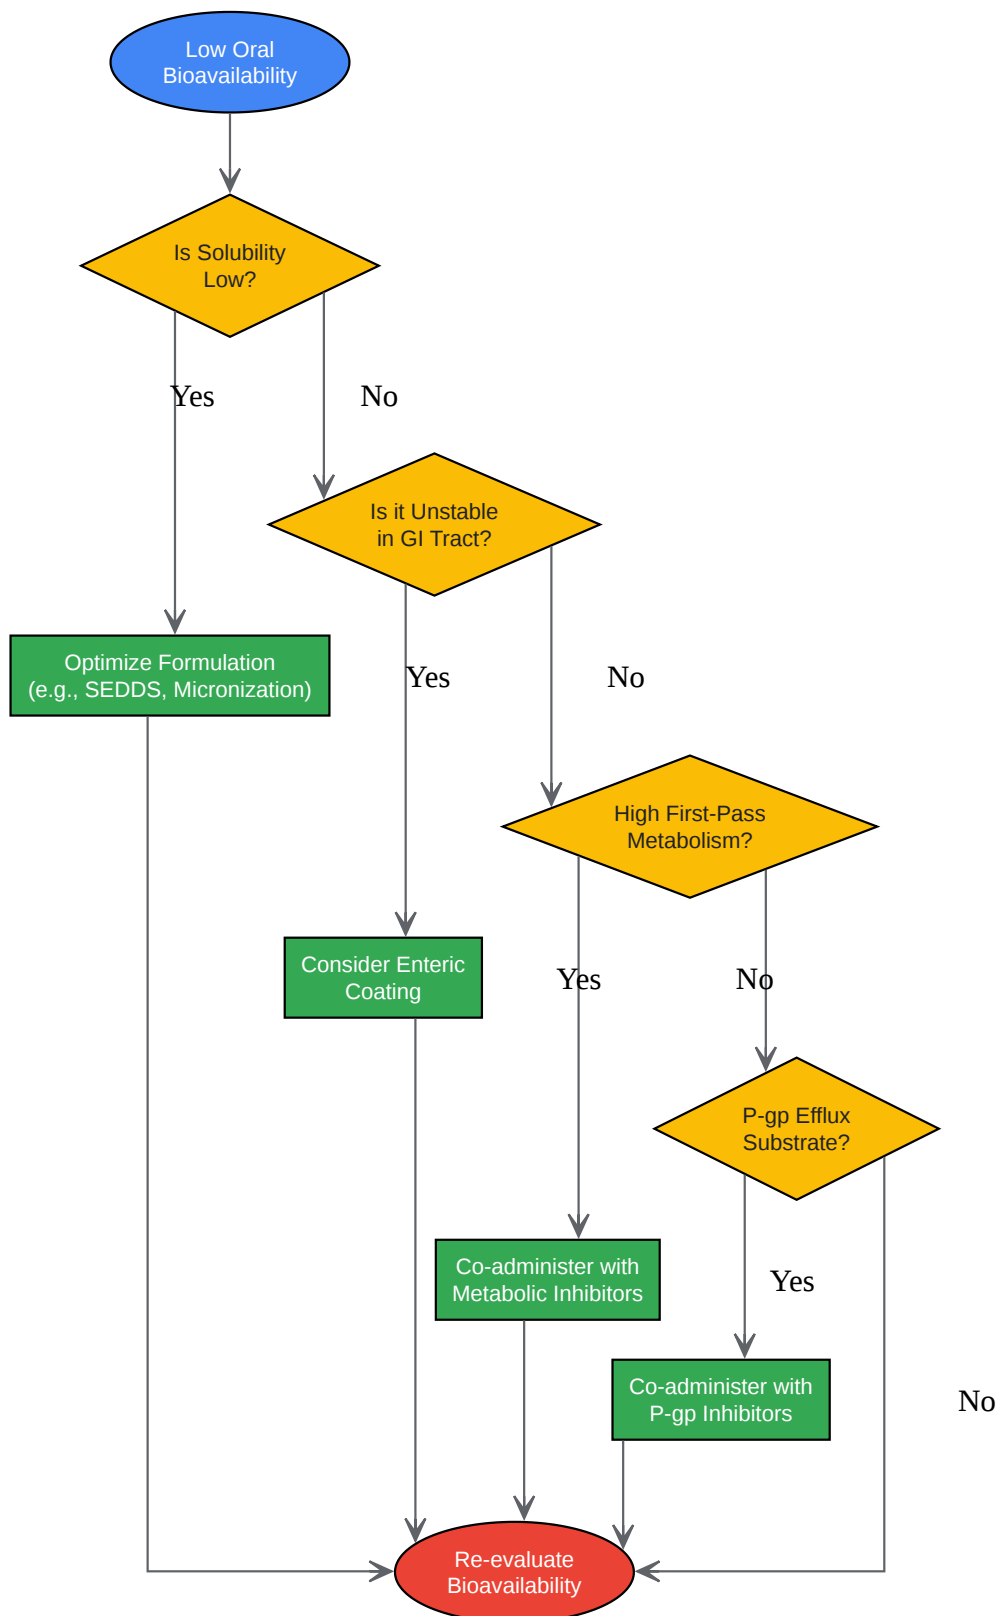 Low Oral
Bioavailability
Is Solubility
Low?
Yes
No
Is it Unstable
in GI Tract?
Optimize Formulation
(e.g., SEDDS, Micronization)
Yes
No
High First-Pass
Metabolism?
Consider Enteric
Coating
Yes
No
P-gp Efflux
Substrate?
Co-administer with
Metabolic Inhibitors
Yes
Co-administer with
P-gp Inhibitors
No
Re-evaluate
Bioavailability